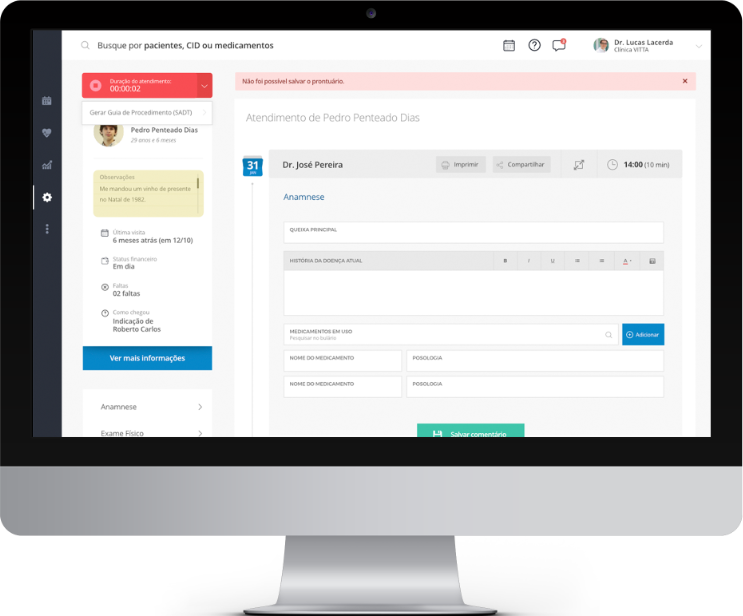 Busque por pacientes, CID ou medicamentos
Dr. Lucas Lacerda
Clínica VITTA
Duração do atendimento:
00:00:02
Gerar Guia de Procedimento (SADT)
Pedro Penteado Dias
29 anos e 6 meses
Observações
Me mandou um vinho de presente
no Natal de 1982.
Última visita
6 meses atrás (em 12/10)
Status financeiro
Em dia
Faltas
02 faltas
Como chegou
Indicação de
Roberto Carlos
Ver mais informações
Anamnese
Exame Físico
Não foi possível salvar o prontuário.
Atendimento de Pedro Penteado Dias
31
jan
Dr. José Pereira
Imprimir
Compartilhar
14:00 (10 min)
Anamnese
QUEIXA PRINCIPAL
HISTÓRIA DA DOENÇA ATUAL
B I U A
MEDICAMENTOS EM USO
Pesquisar no bulário
Adicionar
NOME DO MEDICAMENTO
POSOLOGIA
NOME DO MEDICAMENTO
POSOLOGIA
Salvar comentário